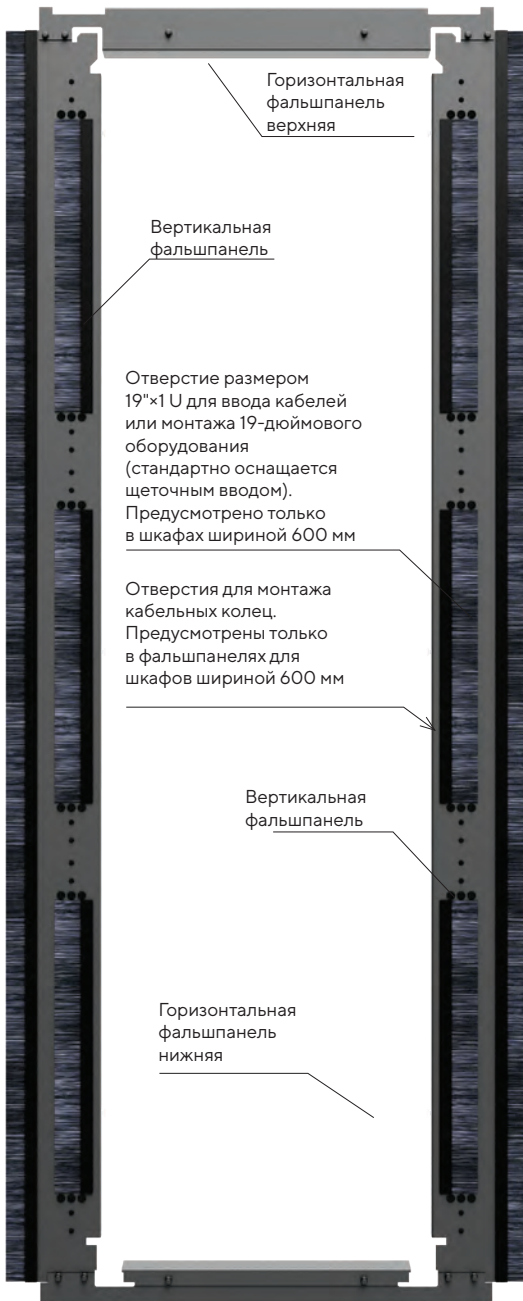 Горизонтальная
фальшпанель
верхняя
Вертикальная
фальшпанель
Отверстие размером
19"×1 U для ввода кабелей
или монтажа 19-дюймового
оборудования
(стандартно оснащается
щеточным вводом).
Предусмотрено только
в шкафах шириной 600 мм
Отверстия для монтажа
кабельных колец.
Предусмотрены только
в фальшпанелях для
шкафов шириной 600 мм
Вертикальная
фальшпанель
Горизонтальная
фальшпанель
нижняя